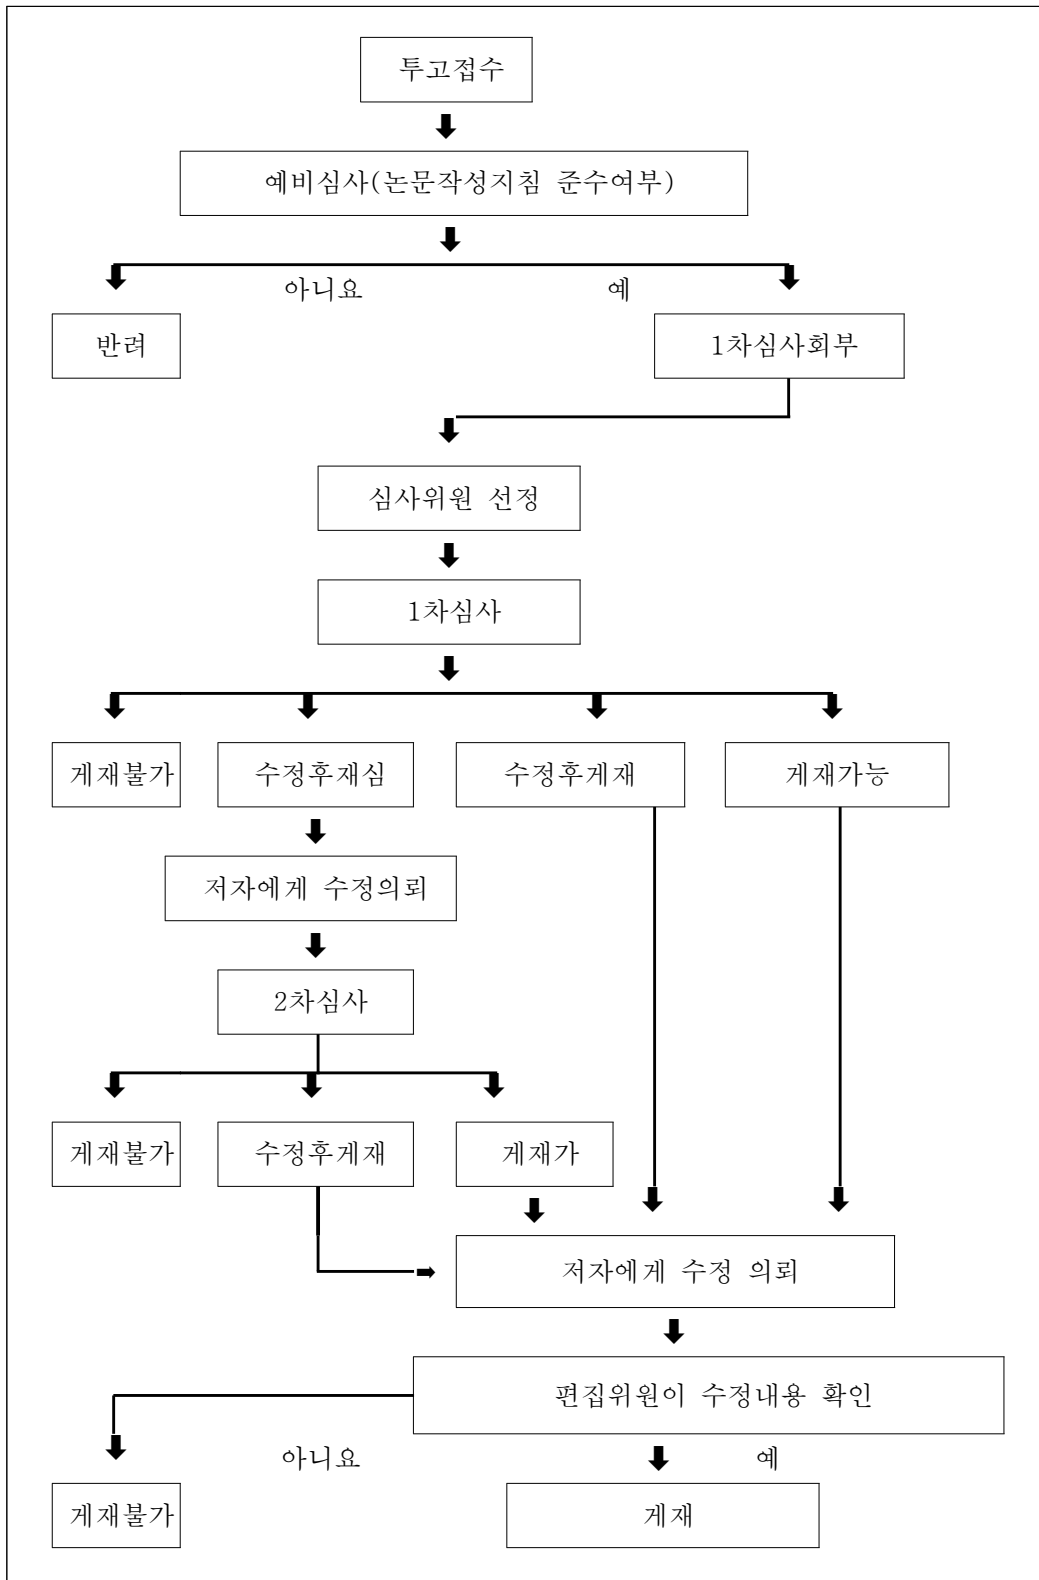 투고접수
예비심사(논문작성지침 준수여부)
아니요 예
반려 1차심사회부
심사위원 선정
1차심사
게재불가 수정후재심 수정후게재 게재가능
저자에게 수정의뢰
2차심사
게재불가 수정후게재 게재가
저자에게 수정 의뢰
편집위원이 수정내용 확인
아니요 예
게재불가 게재